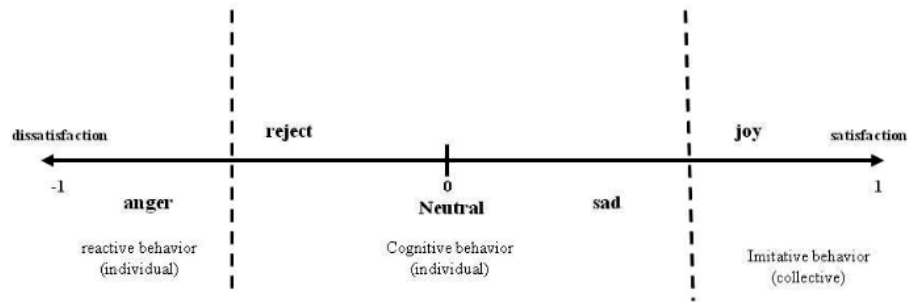 reject
joy
dissatisfaction
satisfaction
-1
0
1
anger
Neutral
sad
reactive behavior
(individual)
Cognitive behavior
(individual)
Imitative behavior
(collective)